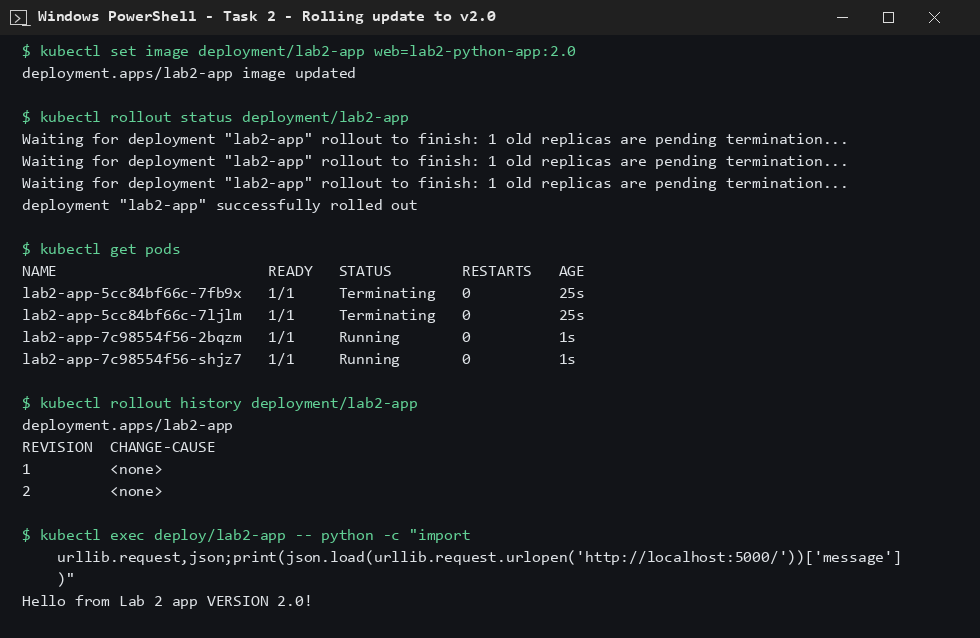 Windows PowerShell - Task 2 - Rolling update to v2.0
$ kubectl set image deployment/lab2-app web=lab2-python-app:2.0
deployment.apps/lab2-app image updated
$ kubectl rollout status deployment/lab2-app
Waiting for deployment "lab2-app" rollout to finish: 1 old replicas are pending termination...
Waiting for deployment "lab2-app" rollout to finish: 1 old replicas are pending termination...
Waiting for deployment "lab2-app" rollout to finish: 1 old replicas are pending termination...
deployment "lab2-app" successfully rolled out
$ kubectl get pods
NAME                        READY   STATUS        RESTARTS   AGE
lab2-app-5cc84bf66c-7fb9x   1/1     Terminating   0          25s
lab2-app-5cc84bf66c-7ljlm   1/1     Terminating   0          25s
lab2-app-7c98554f56-2bqzm   1/1     Running       0          1s
lab2-app-7c98554f56-shjz7   1/1     Running       0          1s
$ kubectl rollout history deployment/lab2-app
deployment.apps/lab2-app
REVISION  CHANGE-CAUSE
1         <none>
2         <none>
$ kubectl exec deploy/lab2-app -- python -c "import
urllib.request,json;print(json.load(urllib.request.urlopen('http://localhost:5000/'))['message']
)"
Hello from Lab 2 app VERSION 2.0!